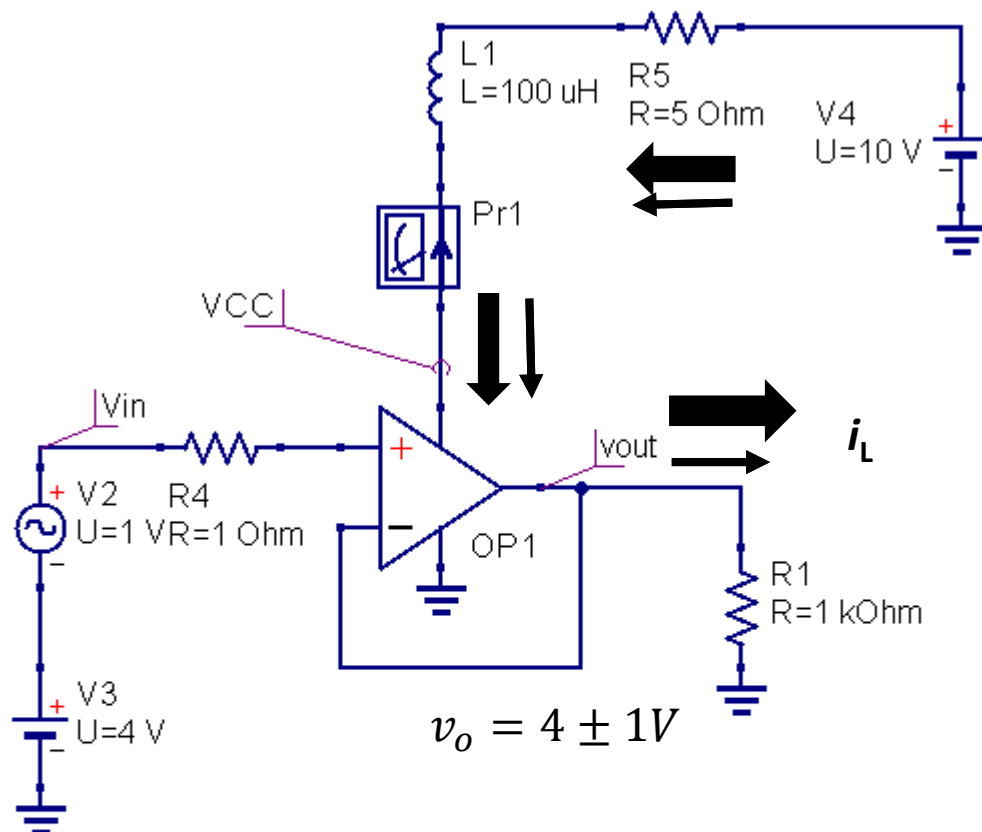 L1
L=100 uH
R5
R=5 Ohm
V4
U=10 V
+
−
Pr1
VCC
Vin
+
−
V2
U=1 V
R4
R=1 Ohm
+
−
OP1
vout
iL
R1
R=1 kOhm
+
−
V3
U=4 V
vo = 4 ± 1V